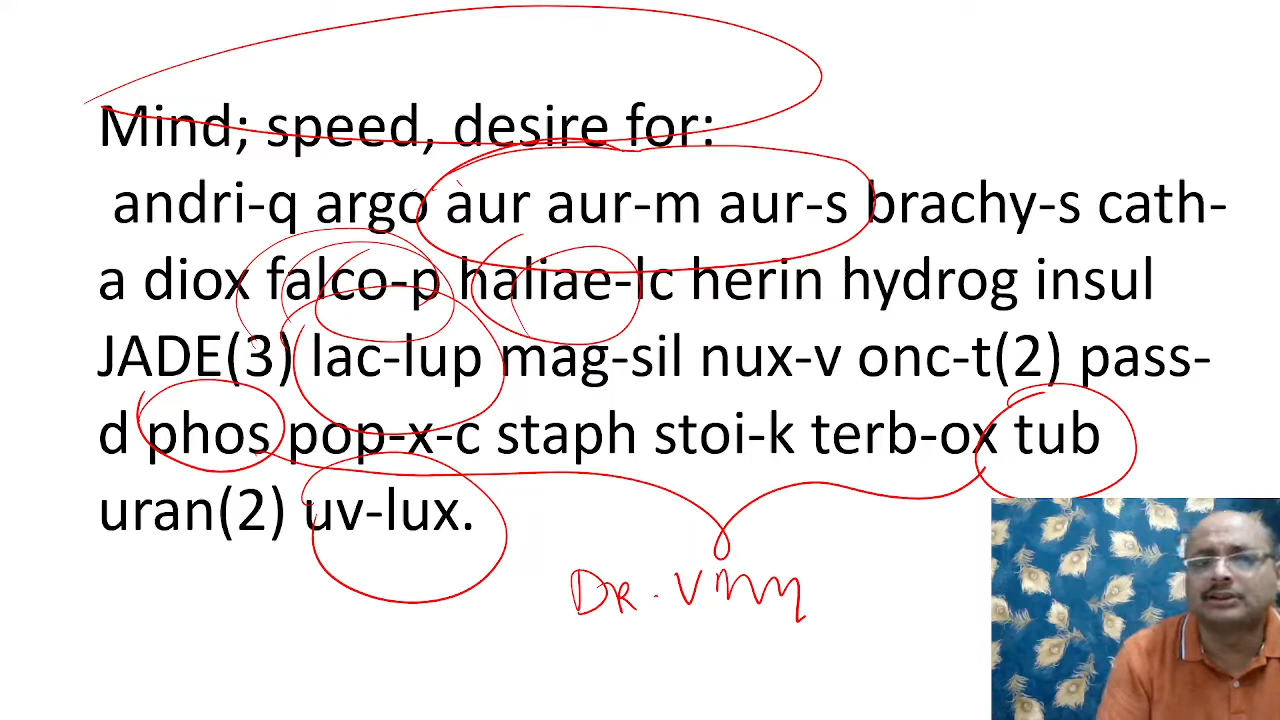 Mind; speed, desire for:
andri-q argo aur aur-m aur-s brachy-s cath-
a diox falco-p haliae-lc herin hydrog insul
JADE(3) lac-lup mag-sil nux-v onc-t(2) pass-
d phos pop-x-c staph stoi-k terb-ox tub
uran(2) uv-lux.
DR.